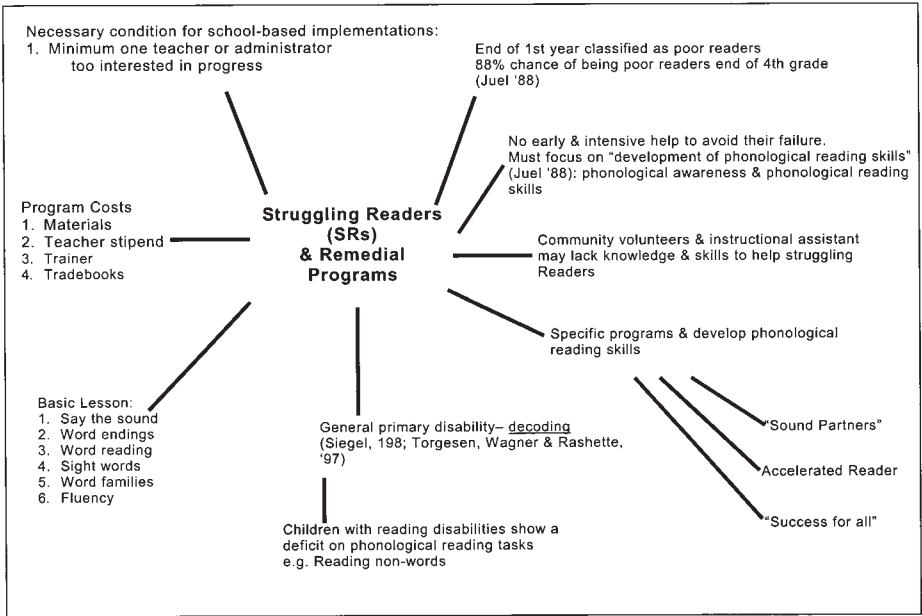 Necessary condition for school-based implementations:
1. Minimum one teacher or administrator
too interested in progress
End of 1st year classified as poor readers
88% chance of being poor readers end of 4th grade
(Juel '88)
No early & intensive help to avoid their failure.
Must focus on "development of phonological reading skills"
(Juel '88): phonological awareness & phonological reading
skills
Program Costs
1. Materials
2. Teacher stipend
3. Trainer
4. Tradebooks
Struggling Readers
(SRs)
& Remedial
Programs
Community volunteers & instructional assistant
may lack knowledge & skills to help struggling
Readers
Specific programs & develop phonological
reading skills
Basic Lesson:
1. Say the sound
2. Word endings
3. Word reading
4. Sight words
5. Word families
6. Fluency
General primary disability– decoding
(Siegel, 198; Torgesen, Wagner & Rashette,
'97)
Children with reading disabilities show a
deficit on phonological reading tasks
e.g. Reading non-words
"Sound Partners"
Accelerated Reader
"Success for all"